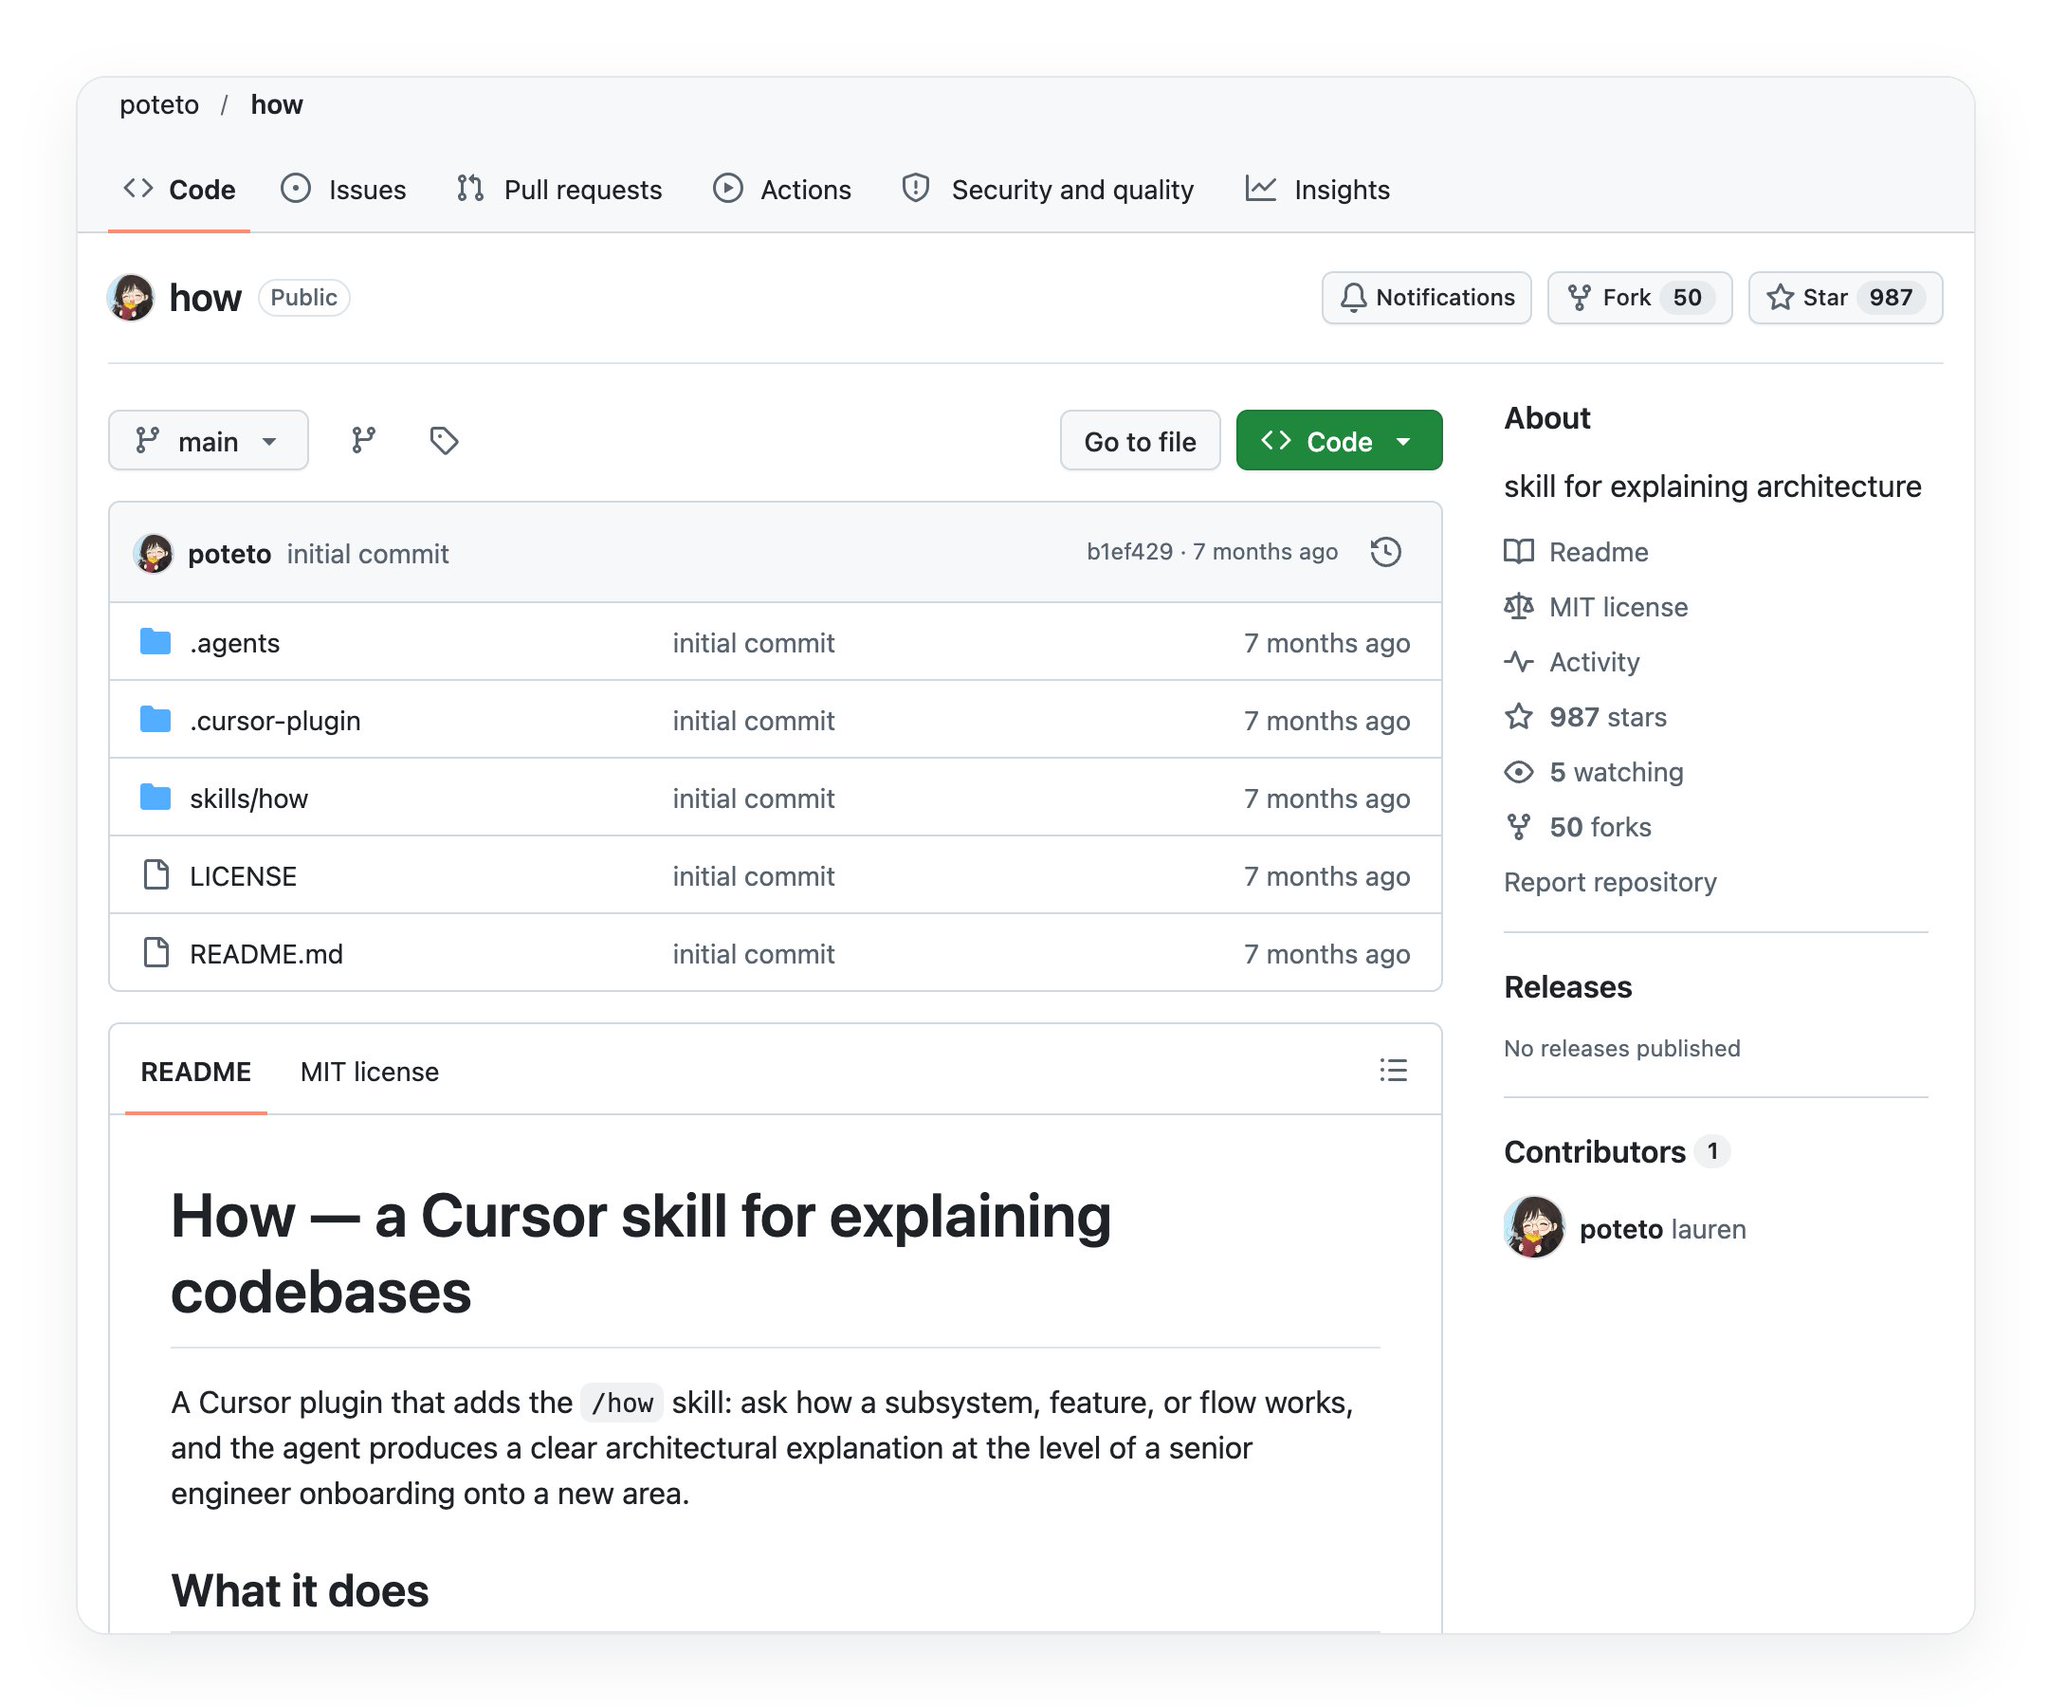 poteto / how
Code Issues Pull requests Actions Security and quality Insights
how Public
Notifications Fork 50 Star 987
main Go to file Code
poteto initial commit b1ef429 · 7 months ago
.agents initial commit 7 months ago
.cursor-plugin initial commit 7 months ago
skills/how initial commit 7 months ago
LICENSE initial commit 7 months ago
README.md initial commit 7 months ago
README MIT license
How — a Cursor skill for explaining
codebases
A Cursor plugin that adds the /how skill: ask how a subsystem, feature, or flow works,
and the agent produces a clear architectural explanation at the level of a senior
engineer onboarding onto a new area.
What it does
About
skill for explaining architecture
Readme
MIT license
Activity
987 stars
5 watching
50 forks
Report repository
Releases
No releases published
Contributors 1
poteto lauren